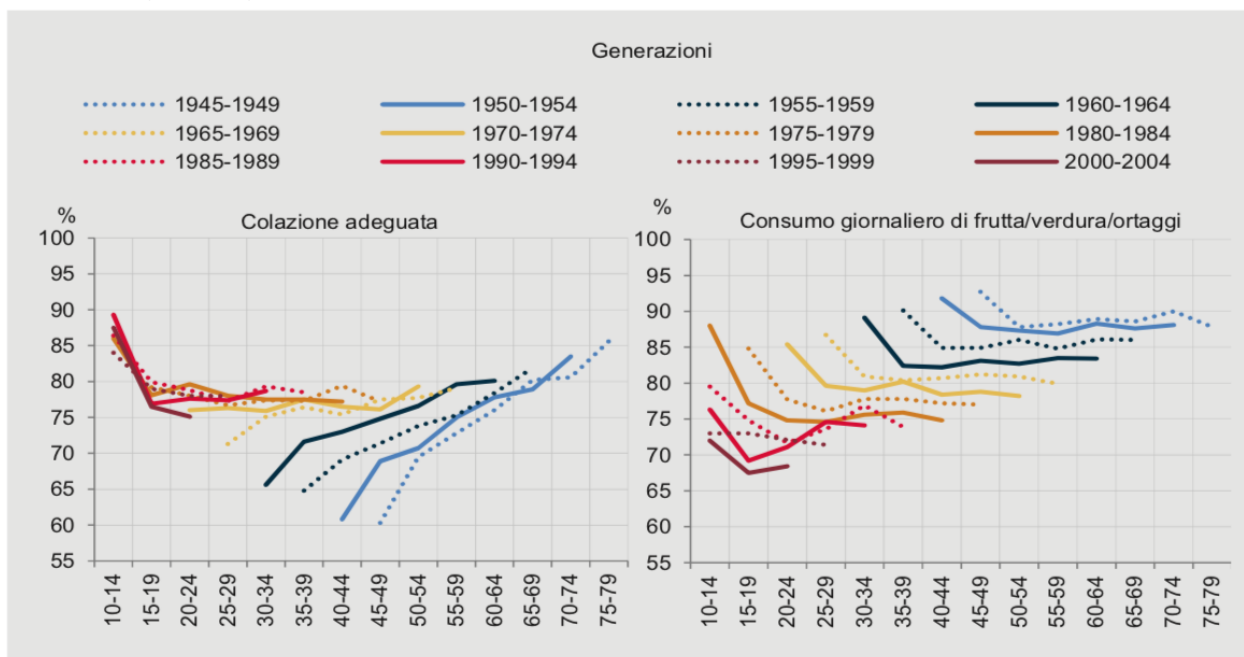 Generazioni
1945-1949 1950-1954 1955-1959 1960-1964
1965-1969 1970-1974 1975-1979 1980-1984
1985-1989 1990-1994 1995-1999 2000-2004
% Colazione adeguata
100
95
90
85
80
75
70
65
60
55
10-14 15-19 20-24 25-29 30-34 35-39 40-44 45-49 50-54 55-59 60-64 65-69 70-74 75-79
% Consumo giornaliero di frutta/verdura/ortaggi
100
95
90
85
80
75
70
65
60
55
10-14 15-19 20-24 25-29 30-34 35-39 40-44 45-49 50-54 55-59 60-64 65-69 70-74 75-79